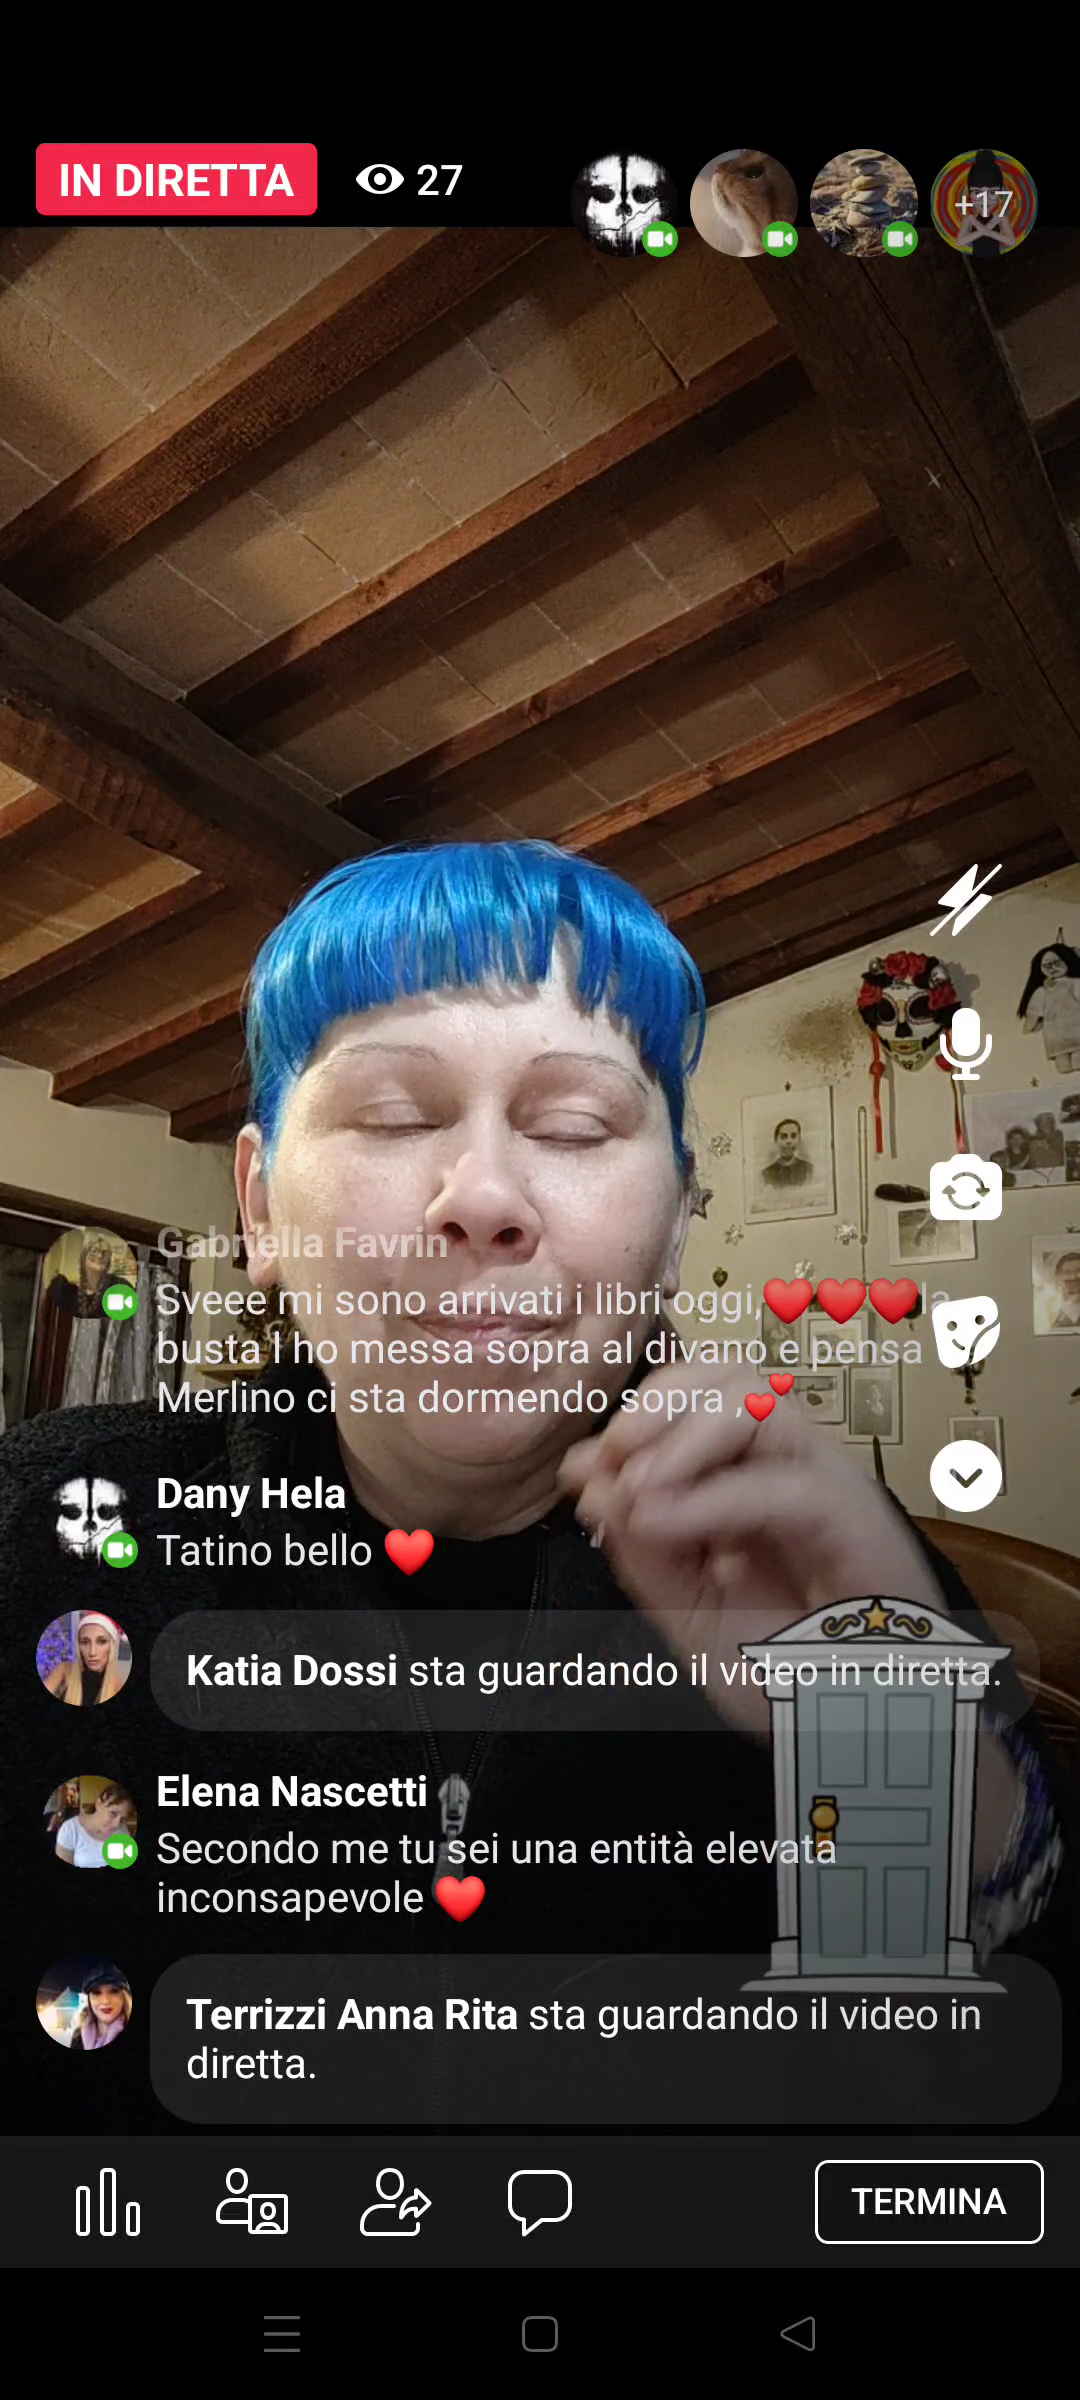 IN DIRETTA
27
+17
Gabriella Favrin
Sveee mi sono arrivati i libri oggi,❤️❤️❤️la
busta l ho messa sopra al divano e pensa
Merlino ci sta dormendo sopra ,💕
Dany Hela
Tatino bello ❤️
Katia Dossi sta guardando il video in diretta.
Elena Nascetti
Secondo me tu sei una entità elevata
inconsapevole ❤️
Terrizzi Anna Rita sta guardando il video in
diretta.
TERMINA